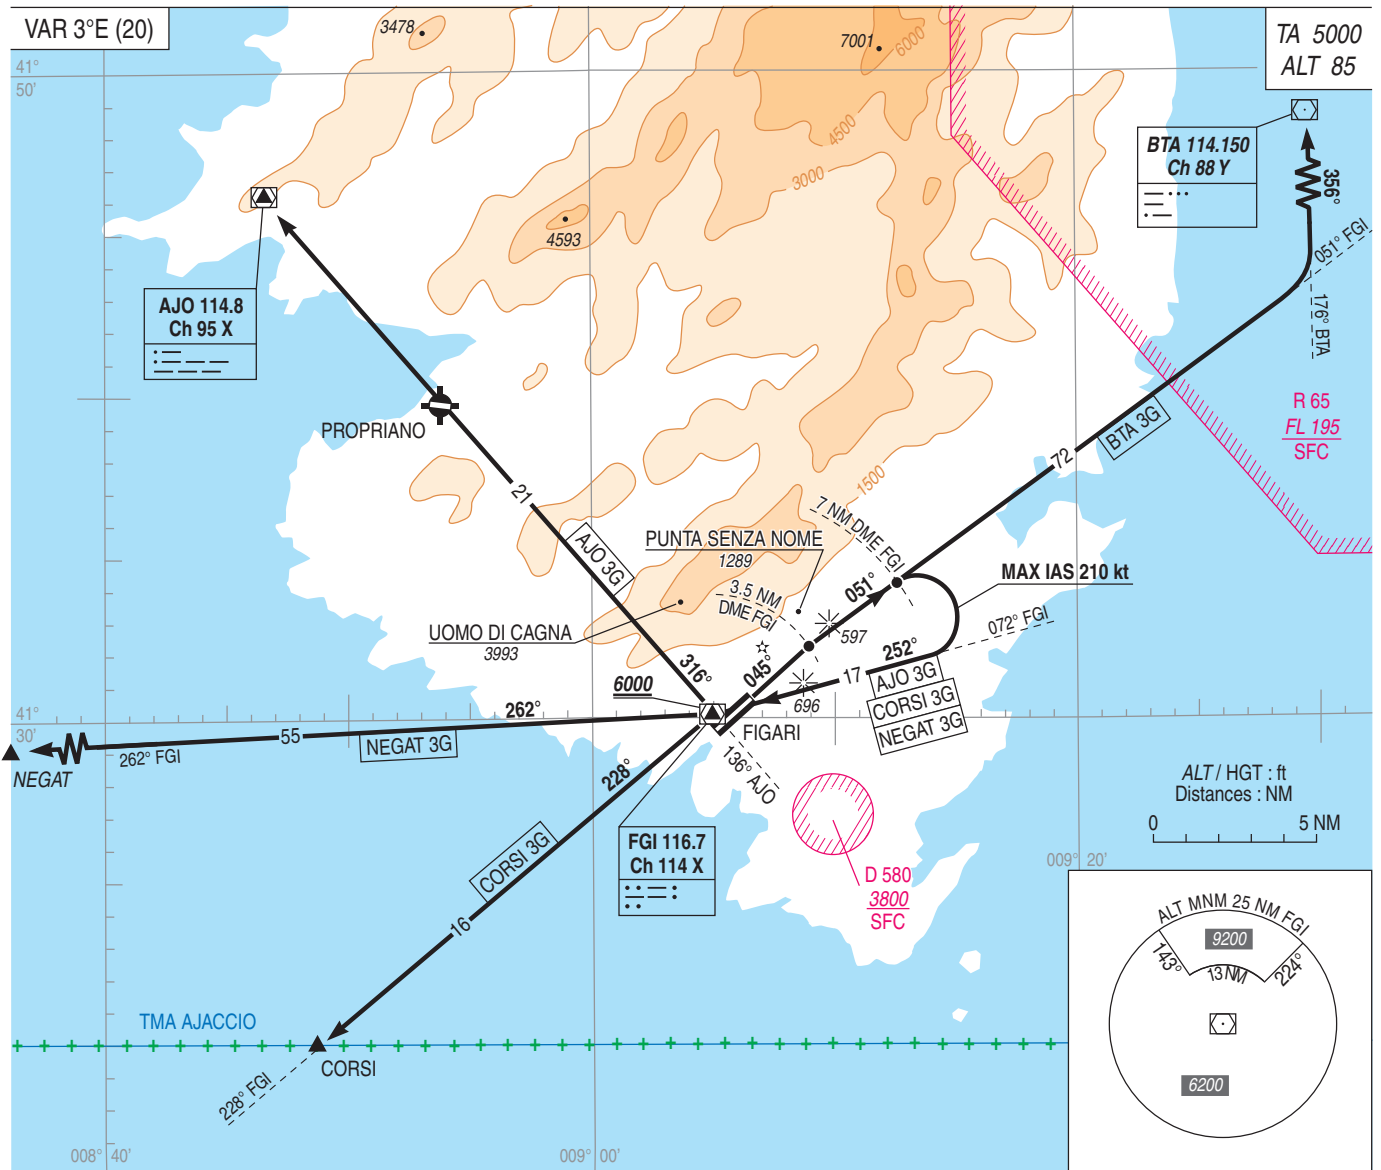 VAR 3°E (20)
TA 5000
ALT 85
41°
50'
3478
7001
6000
4500
3000
4593
BTA 114.150
Ch 88 Y
356°
051° FGI
176° BTA
AJO 114.8
Ch 95 X
PROPRIANO
R 65
FL 195
SFC
BTA 3G
72
21
AJO 3G
1500
7 NM DME FGI
PUNTA SENZA NOME
1289
3.5 NM
DME FGI
051°
MAX IAS 210 kt
UOMO DI CAGNA
3993
597
072° FGI
252°
045°
316°
17
AJO 3G
CORSI 3G
NEGAT 3G
6000
696
262°
FIGARI
41°
30'
55
NEGAT 3G
262° FGI
NEGAT
228°
136° AJO
ALT / HGT : ft
Distances : NM
0
5 NM
FGI 116.7
Ch 114 X
CORSI 3G
16
D 580
3800
SFC
009° 20'
ALT MNM 25 NM FGI
9200
143°
13 NM
224°
6200
TMA AJACCIO
CORSI
228° FGI
008° 40'
009° 00'